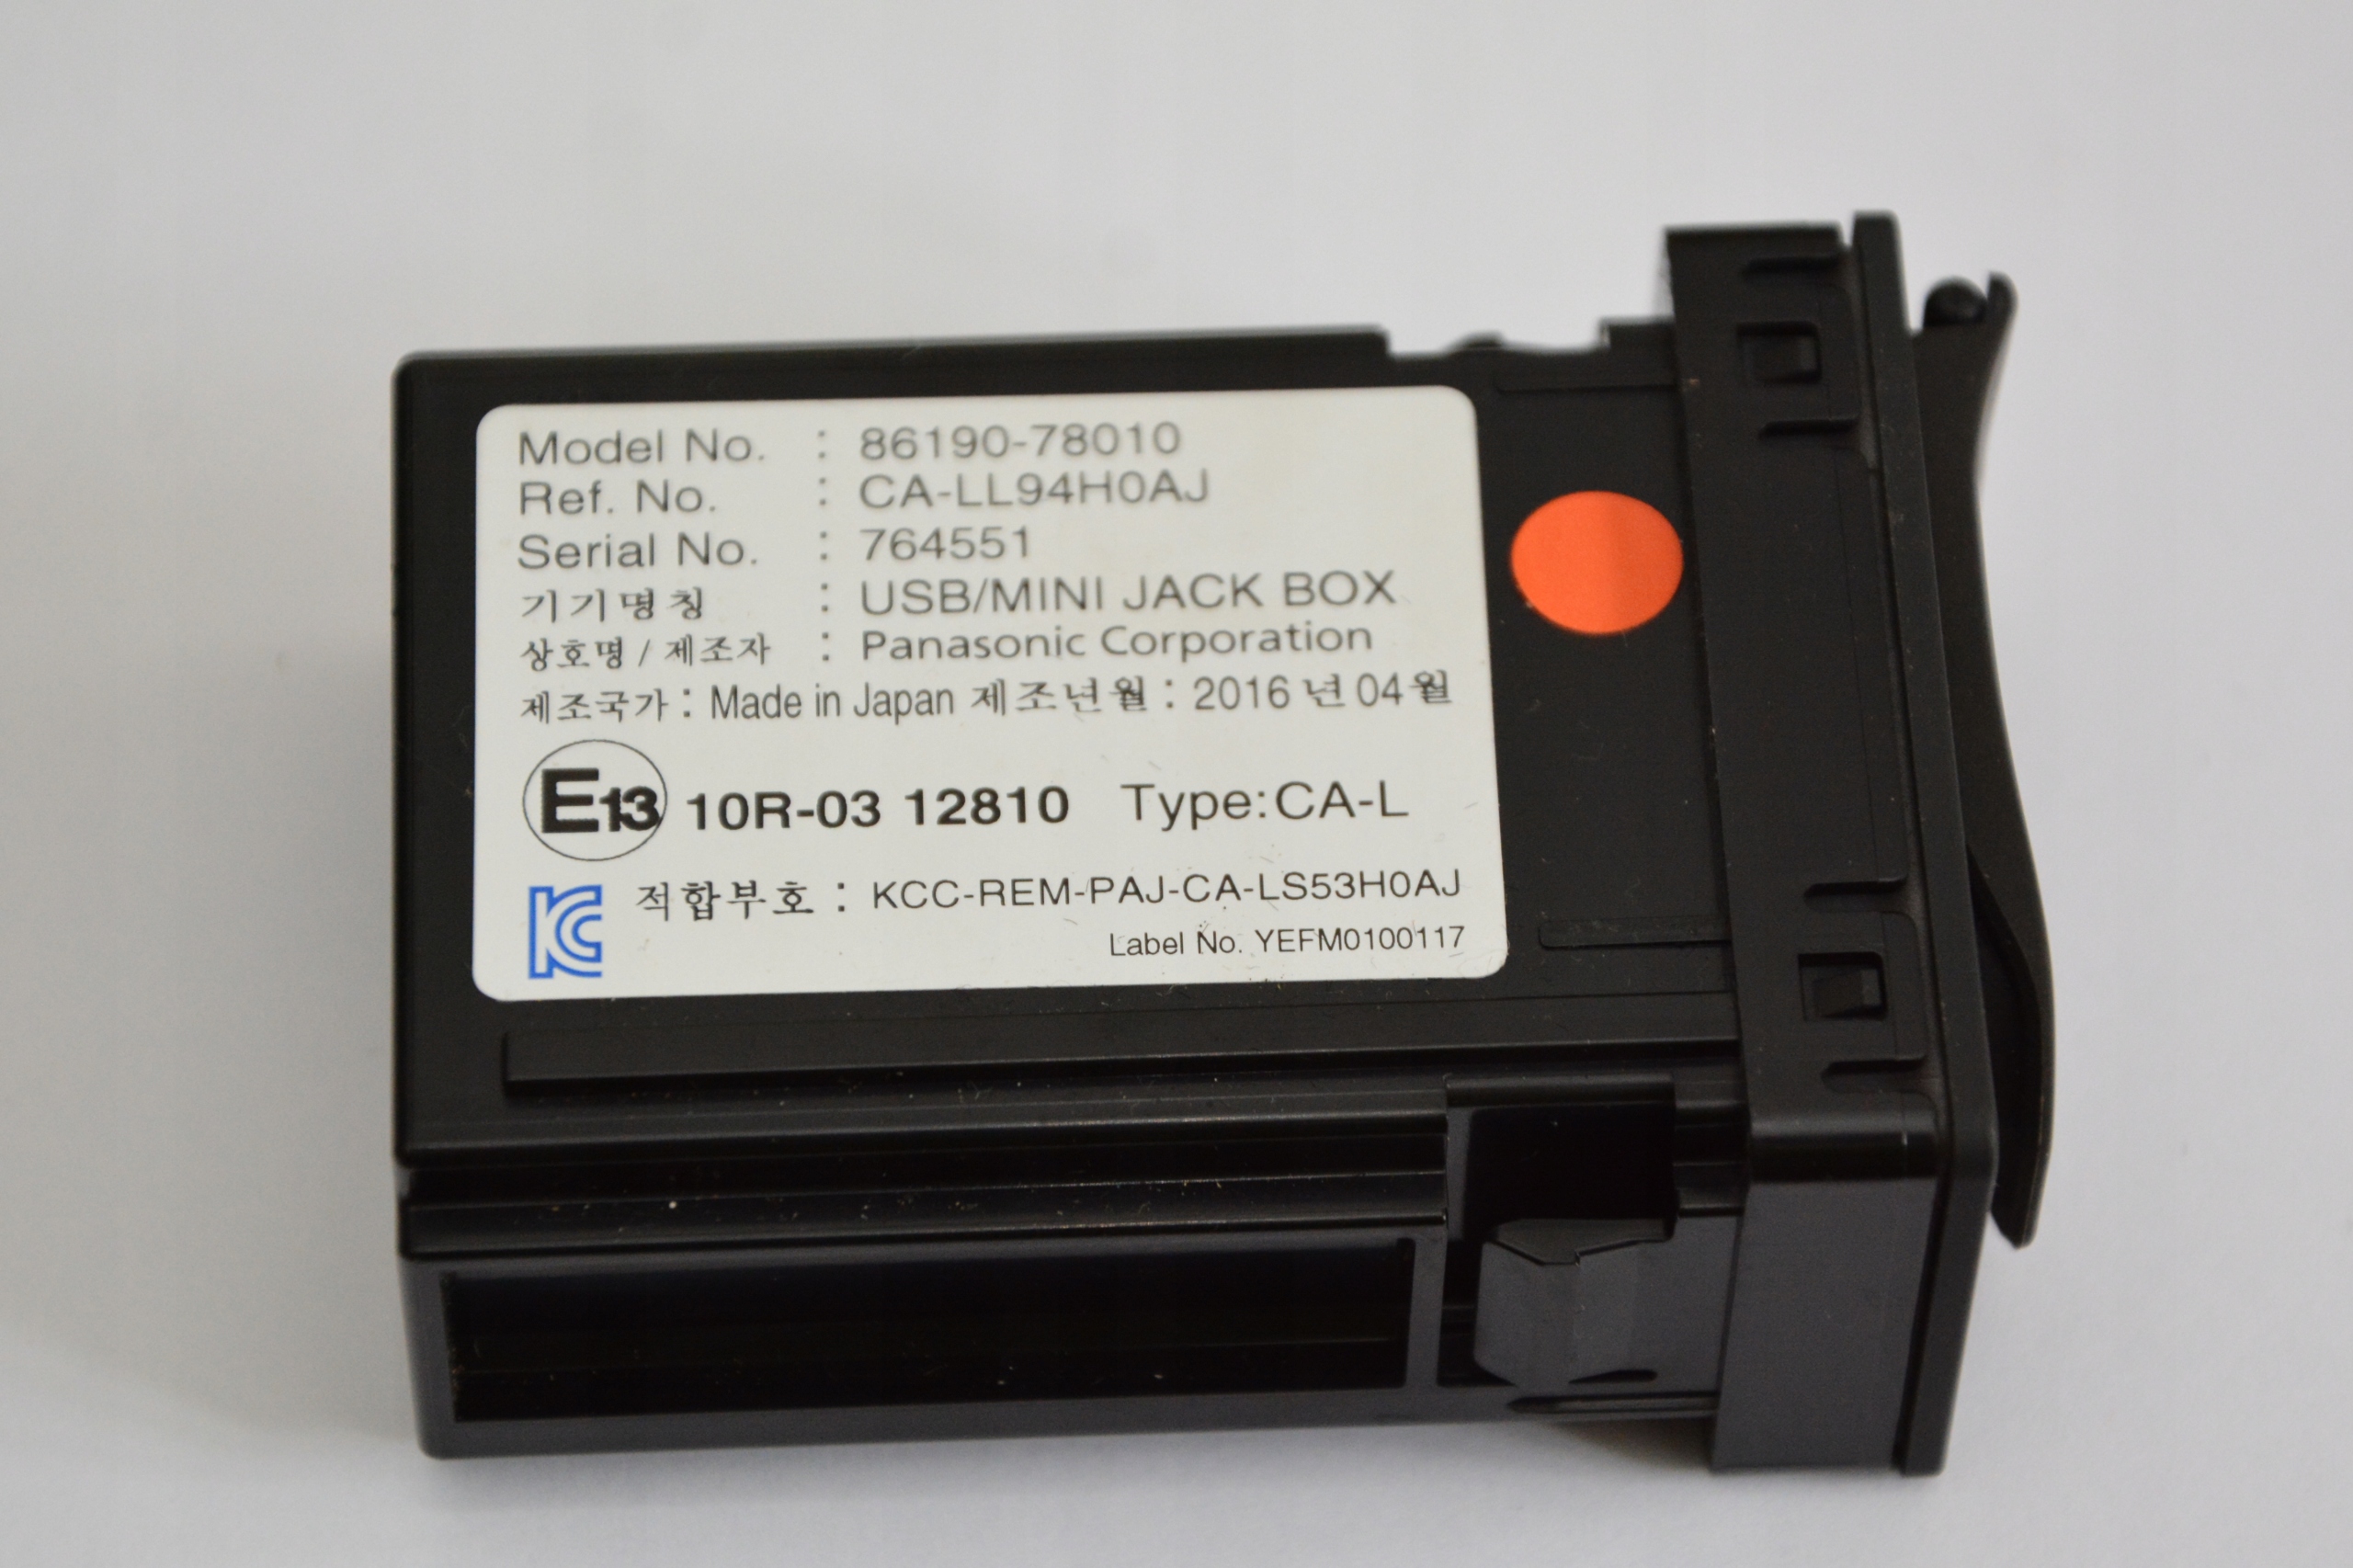 Model No. : 86190-78010
Ref. No. : CA-LL94H0AJ
Serial No. : 764551
기기명칭 : USB/MINI JACK BOX
상호명 / 제조자 : Panasonic Corporation
제조국가 : Made in Japan 제조년월 : 2016 년 04월
E13 10R-03 12810 Type:CA-L
KC 적합부호 : KCC-REM-PAJ-CA-LS53H0AJ
Label No. YEFM0100117